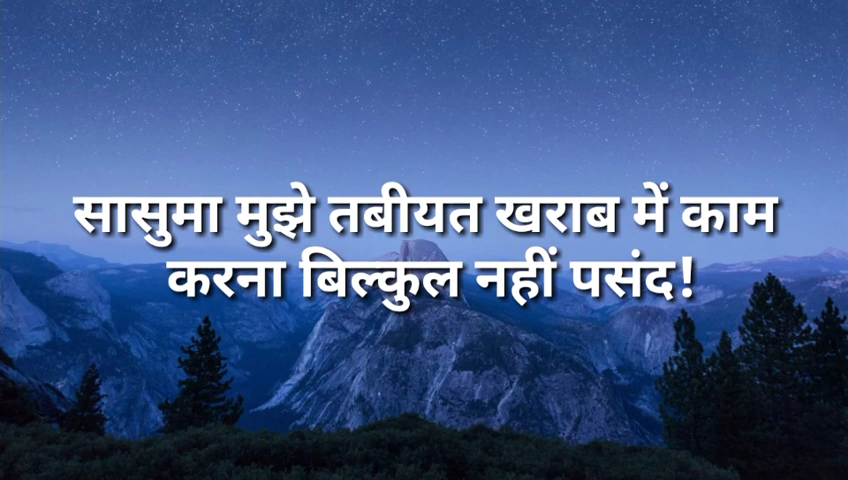 सासुमा मुझे तबीयत खराब में काम
करना बिल्कुल नहीं पसंद!